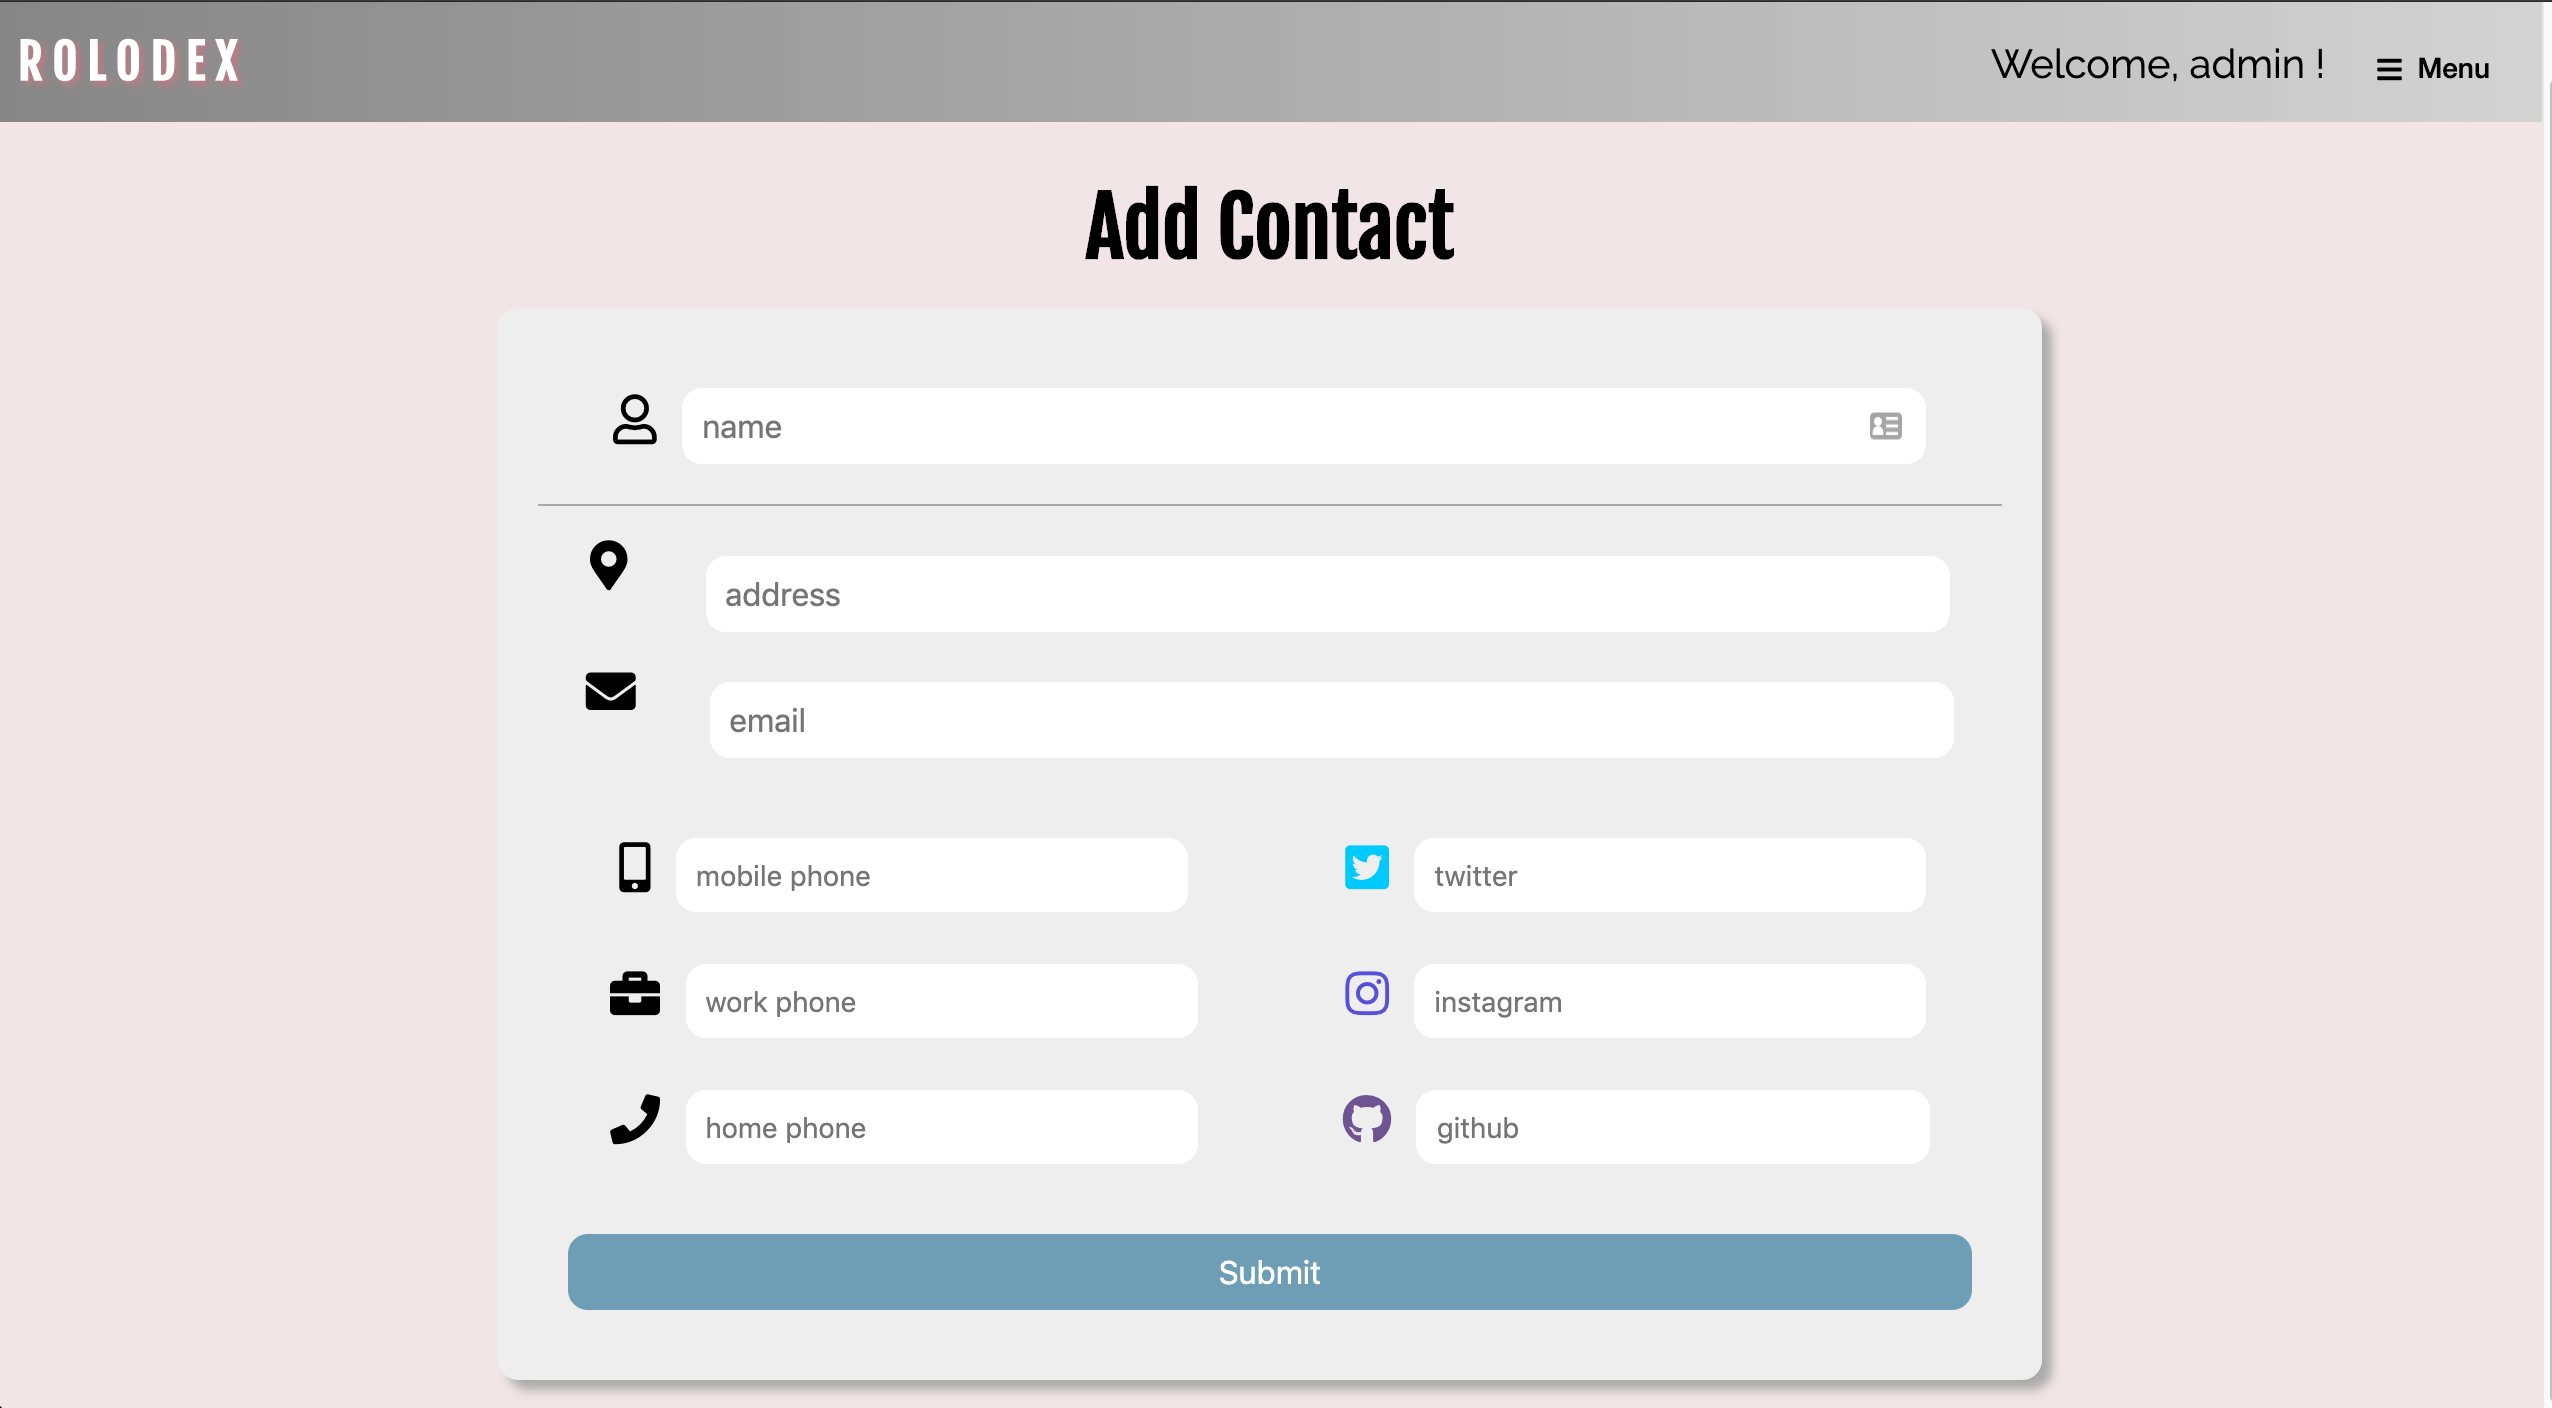 ROLODEX
Welcome, admin !
Menu
Add Contact
name
address
email
mobile phone
twitter
work phone
instagram
home phone
github
Submit